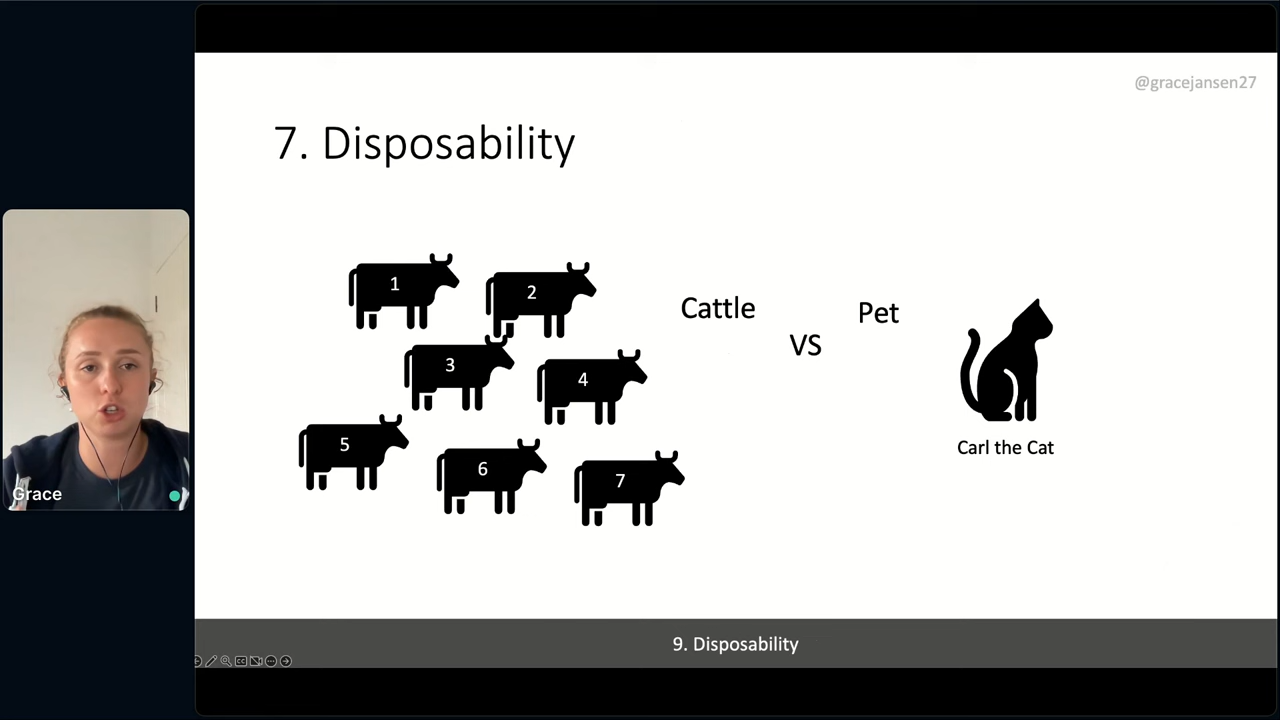 @gracejansen27
7. Disposability
1
2
3
4
5
6
7
Cattle
VS
Pet
Carl the Cat
Grace
9. Disposability